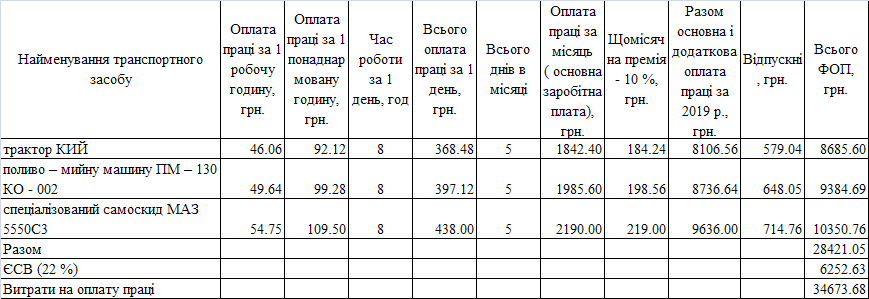 Найменування транспортного засобу
Оплата праці за 1 робочу годину, грн.
Оплата праці за 1 понаднар мовану годину, грн.
Час роботи за 1 день, год
Всього оплата праці за 1 день, грн.
Всього днів в місяці
Оплата праці за місяць ( основна заробітна плата), грн.
Щомісяч на премія - 10 %, грн.
Разом основна і додаткова оплата праці за 2019 р., грн.
Відпускні , грн.
Всього ФОП, грн.
трактор КИЙ 46.06 92.12 8 368.48 5 1842.40 184.24 8106.56 579.04 8685.60
поливо – мийну машину ПМ – 130
КО - 002 49.64 99.28 8 397.12 5 1985.60 198.56 8736.64 648.05 9384.69
спеціалізований самоскид МАЗ
5550С3 54.75 109.50 8 438.00 5 2190.00 219.00 9636.00 714.76 10350.76
Разом 28421.05
ЄСВ (22 %) 6252.63
Витрати на оплату праці 34673.68